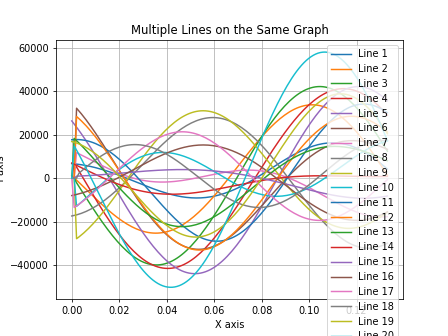 Multiple Lines on the Same Graph
60000
40000
20000
0
−20000
−40000
0.00
0.02
0.04
0.06
0.08
0.10
X axis
Line 1
Line 2
Line 3
Line 4
Line 5
Line 6
Line 7
Line 8
Line 9
Line 10
Line 11
Line 12
Line 13
Line 14
Line 15
Line 16
Line 17
Line 18
Line 19
Line 20